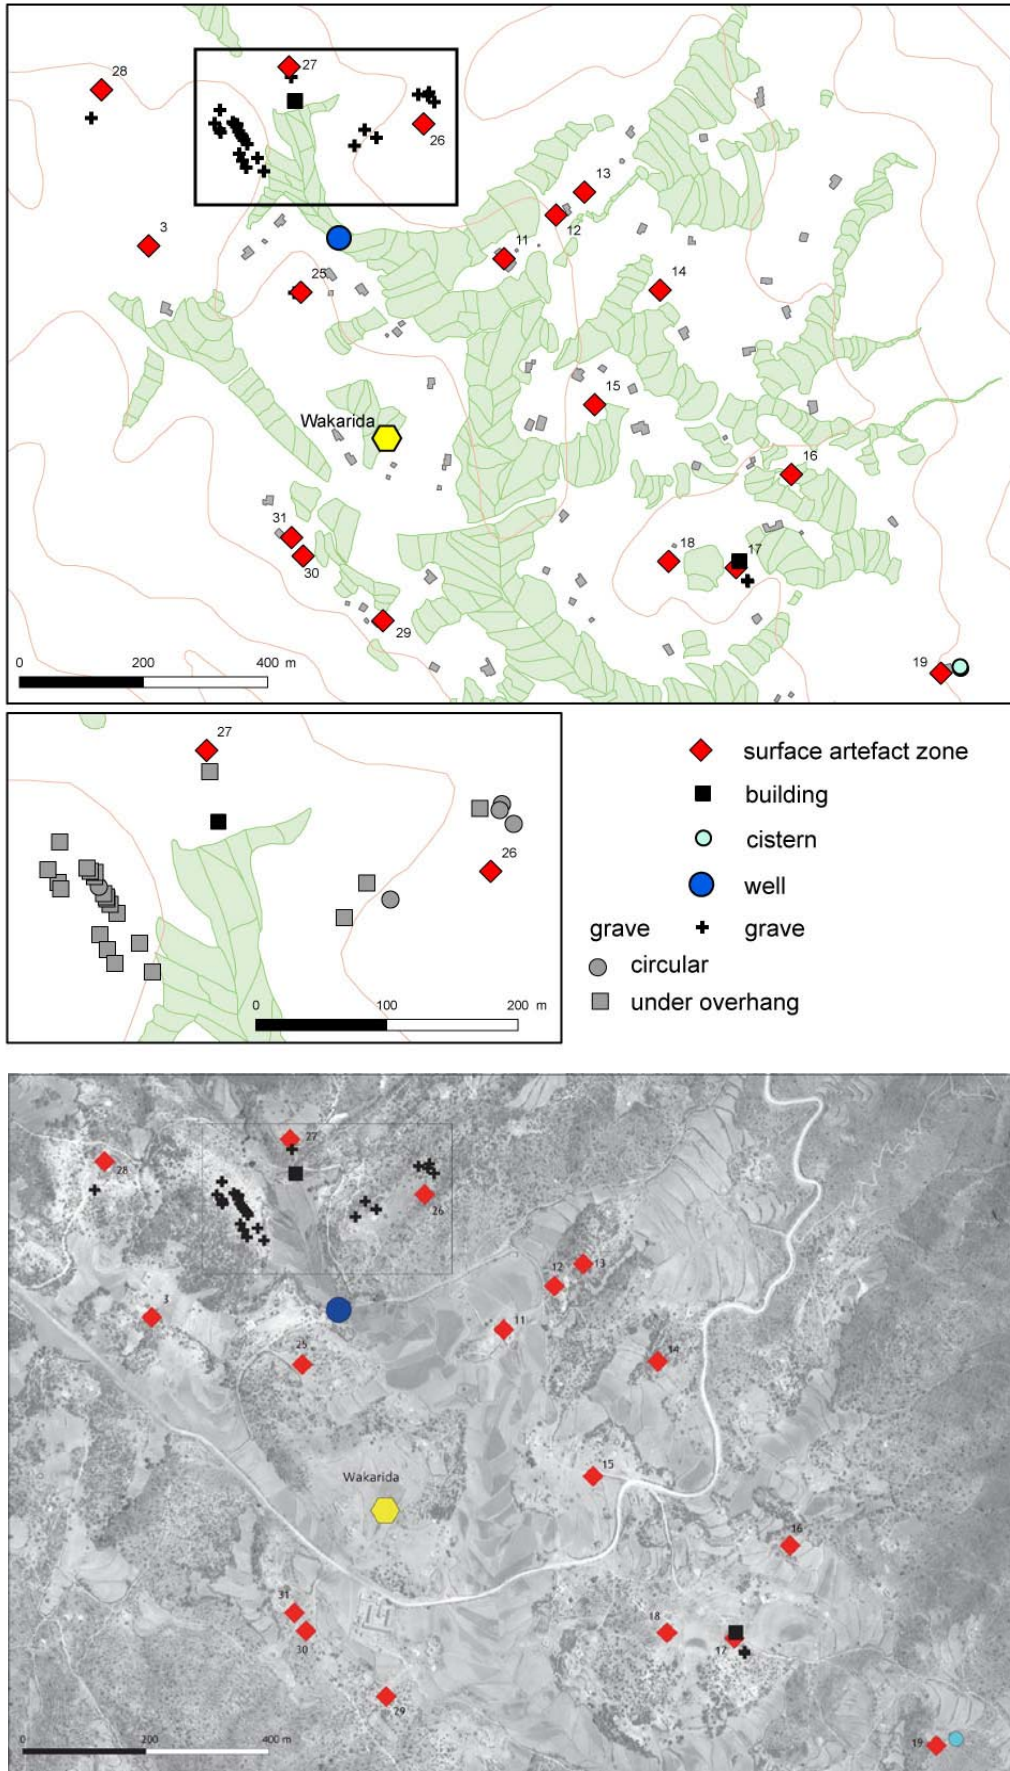 28
27
26
13
12
3
11
25
14
15
Wakarida
16
31
18
17
30
29
19
0 200 400 m
27
26
0 100 200 m
surface artefact zone
building
cistern
well
grave grave
circular
under overhang
27
28
26
12 13
3
11
25
14
15
Wakarida
16
31
18
30
17
29
19
0 200 400 m